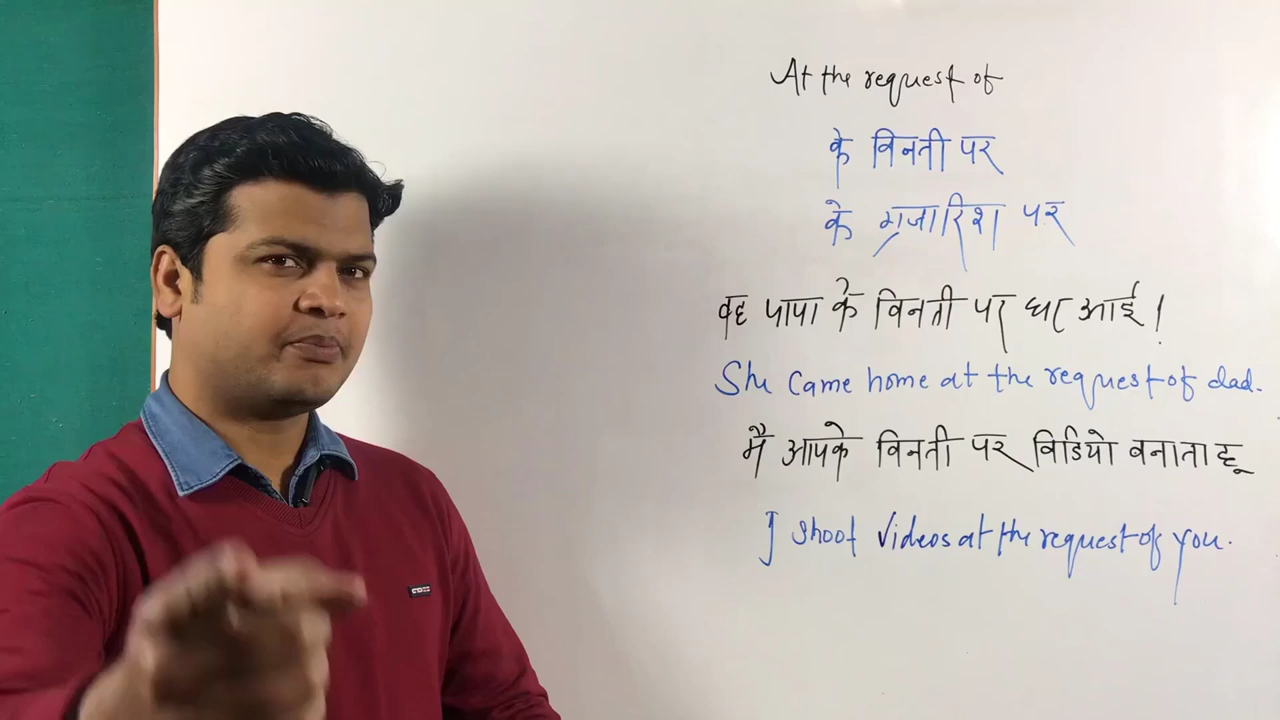 At the request of
के विनती पर
के गुजारिश पर
वह पापा के विनती पर घर आई !
She came home at the request of dad.
मै आपके विनती पर विडियो बनाता हू
I shoot videos at the request of you.